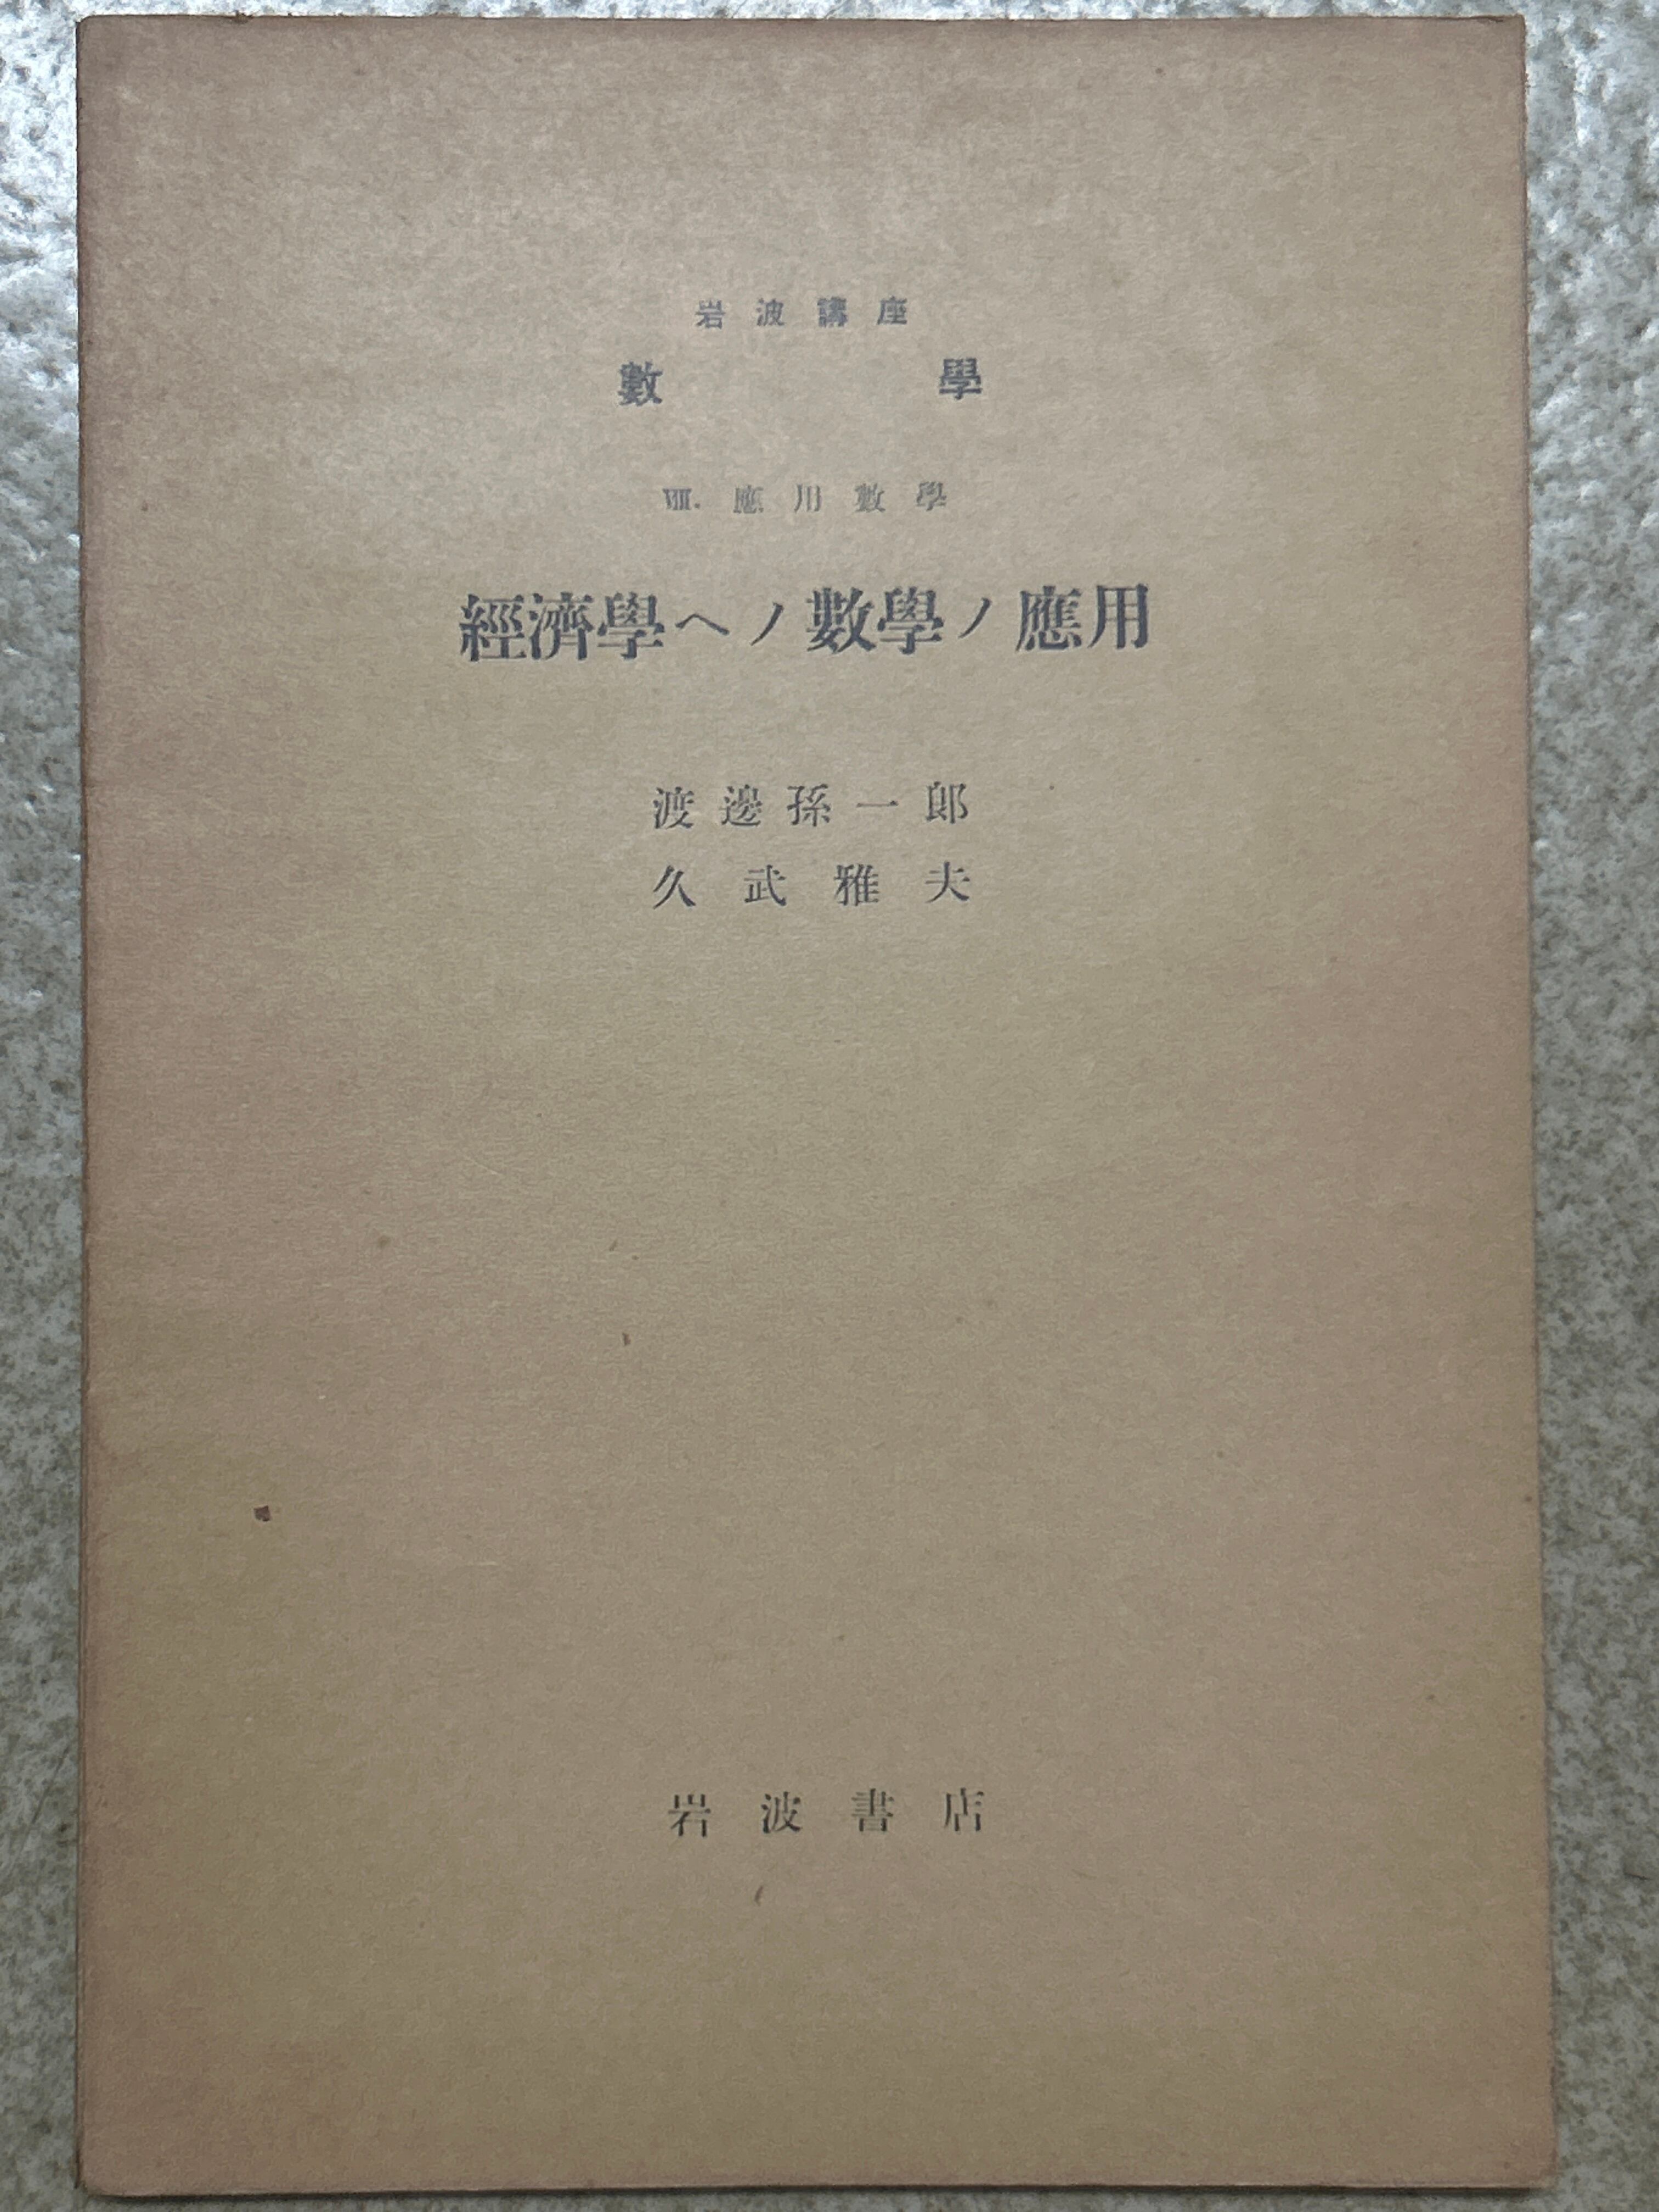 岩波講座
數學
Ⅷ. 應用數學
經濟學ヘノ數學ノ應用
渡邊孫一郎
久武雅夫
岩波書店